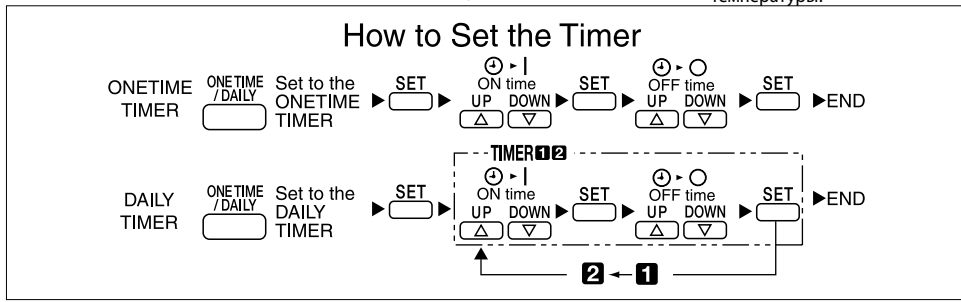 температуры.
How to Set the Timer
ONETIME TIMER
ONETIME /DAILY
Set to the ONETIME TIMER
SET
ON time
UP DOWN
SET
OFF time
UP DOWN
SET
END
TIMER 1 2
DAILY TIMER
ONETIME /DAILY
Set to the DAILY TIMER
SET
ON time
UP DOWN
SET
OFF time
UP DOWN
SET
END
2 1